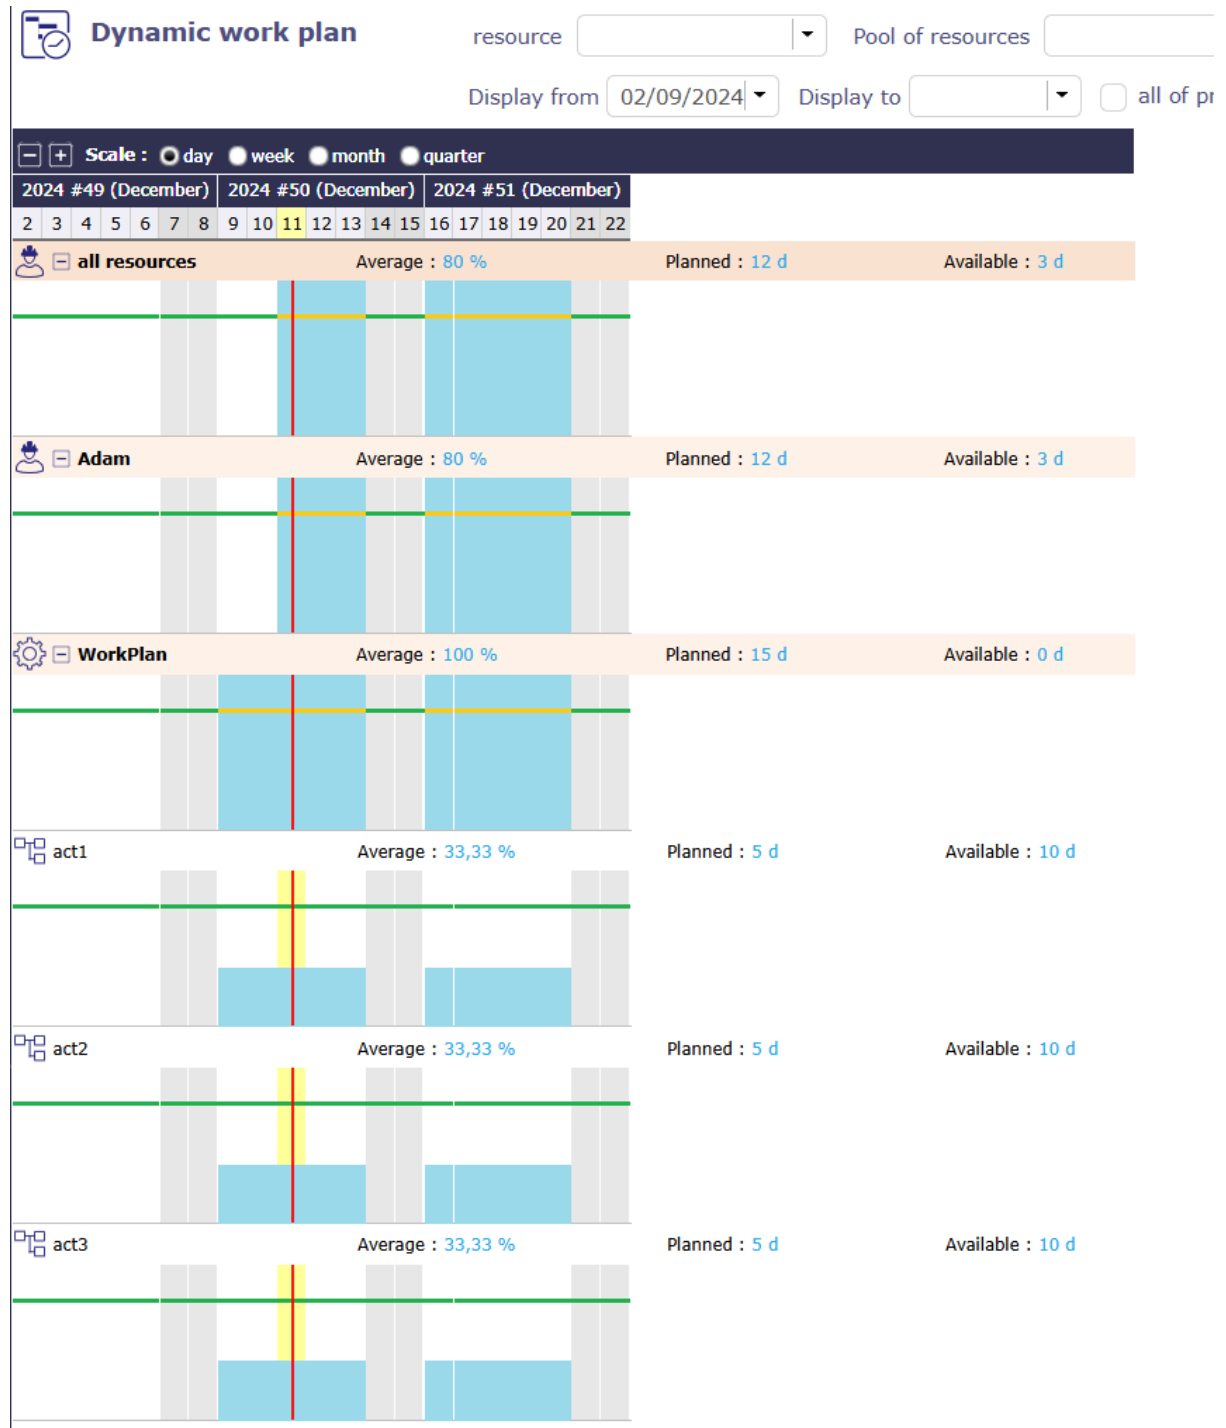 Dynamic work plan resource Pool of resources
Display from 02/09/2024 Display to all of pr
Scale : day week month quarter
2024 #49 (December) 2024 #50 (December) 2024 #51 (December)
2 3 4 5 6 7 8 9 10 11 12 13 14 15 16 17 18 19 20 21 22
all resources Average : 80 % Planned : 12 d Available : 3 d
Adam Average : 80 % Planned : 12 d Available : 3 d
WorkPlan Average : 100 % Planned : 15 d Available : 0 d
act1 Average : 33,33 % Planned : 5 d Available : 10 d
act2 Average : 33,33 % Planned : 5 d Available : 10 d
act3 Average : 33,33 % Planned : 5 d Available : 10 d